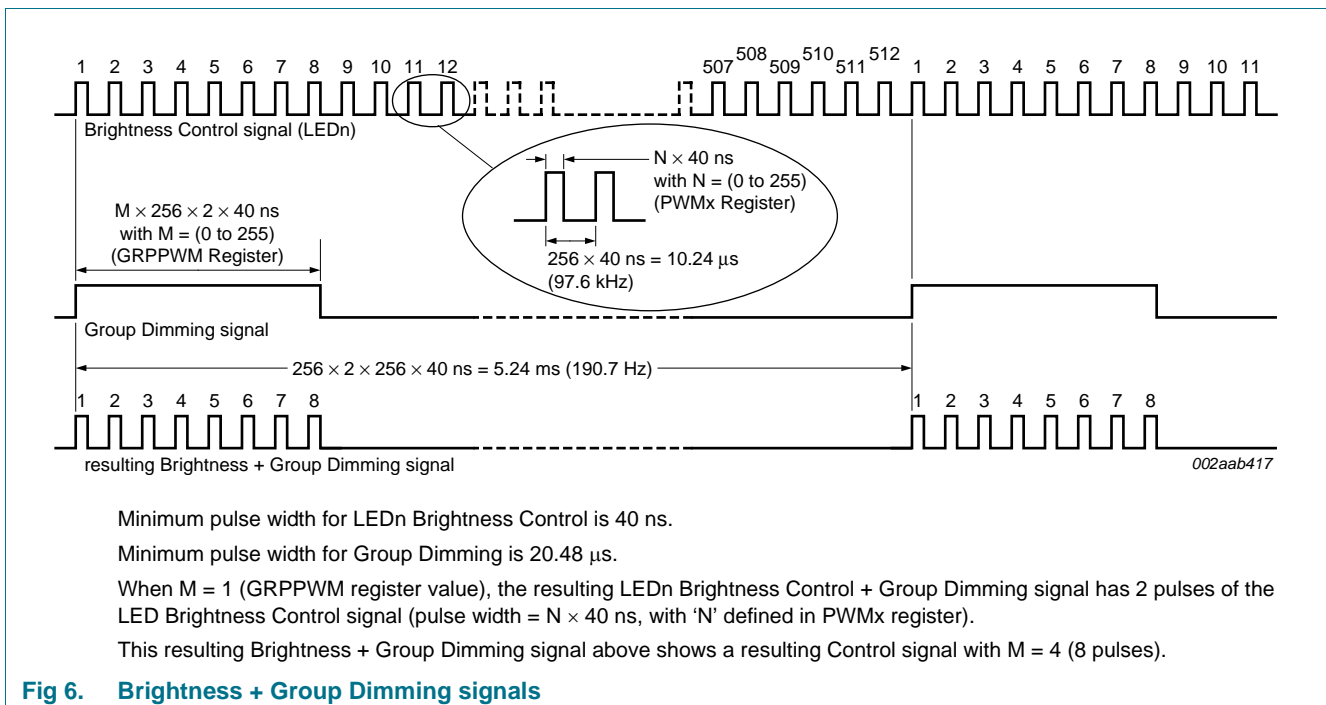 1 2 3 4 5 6 7 8 9 10 11 12 507 508 509 510 511 512 1 2 3 4 5 6 7 8 9 10 11
Brightness Control signal (LEDn)
N × 40 ns
with N = (0 to 255)
(PWMx Register)
256 × 40 ns = 10.24 μs
(97.6 kHz)
M × 256 × 2 × 40 ns
with M = (0 to 255)
(GRPPWM Register)
Group Dimming signal
256 × 2 × 256 × 40 ns = 5.24 ms (190.7 Hz)
1 2 3 4 5 6 7 8 1 2 3 4 5 6 7 8
resulting Brightness + Group Dimming signal
002aab417
Minimum pulse width for LEDn Brightness Control is 40 ns.
Minimum pulse width for Group Dimming is 20.48 μs.
When M = 1 (GRPPWM register value), the resulting LEDn Brightness Control + Group Dimming signal has 2 pulses of the
LED Brightness Control signal (pulse width = N × 40 ns, with ‘N’ defined in PWMx register).
This resulting Brightness + Group Dimming signal above shows a resulting Control signal with M = 4 (8 pulses).
Fig 6. Brightness + Group Dimming signals